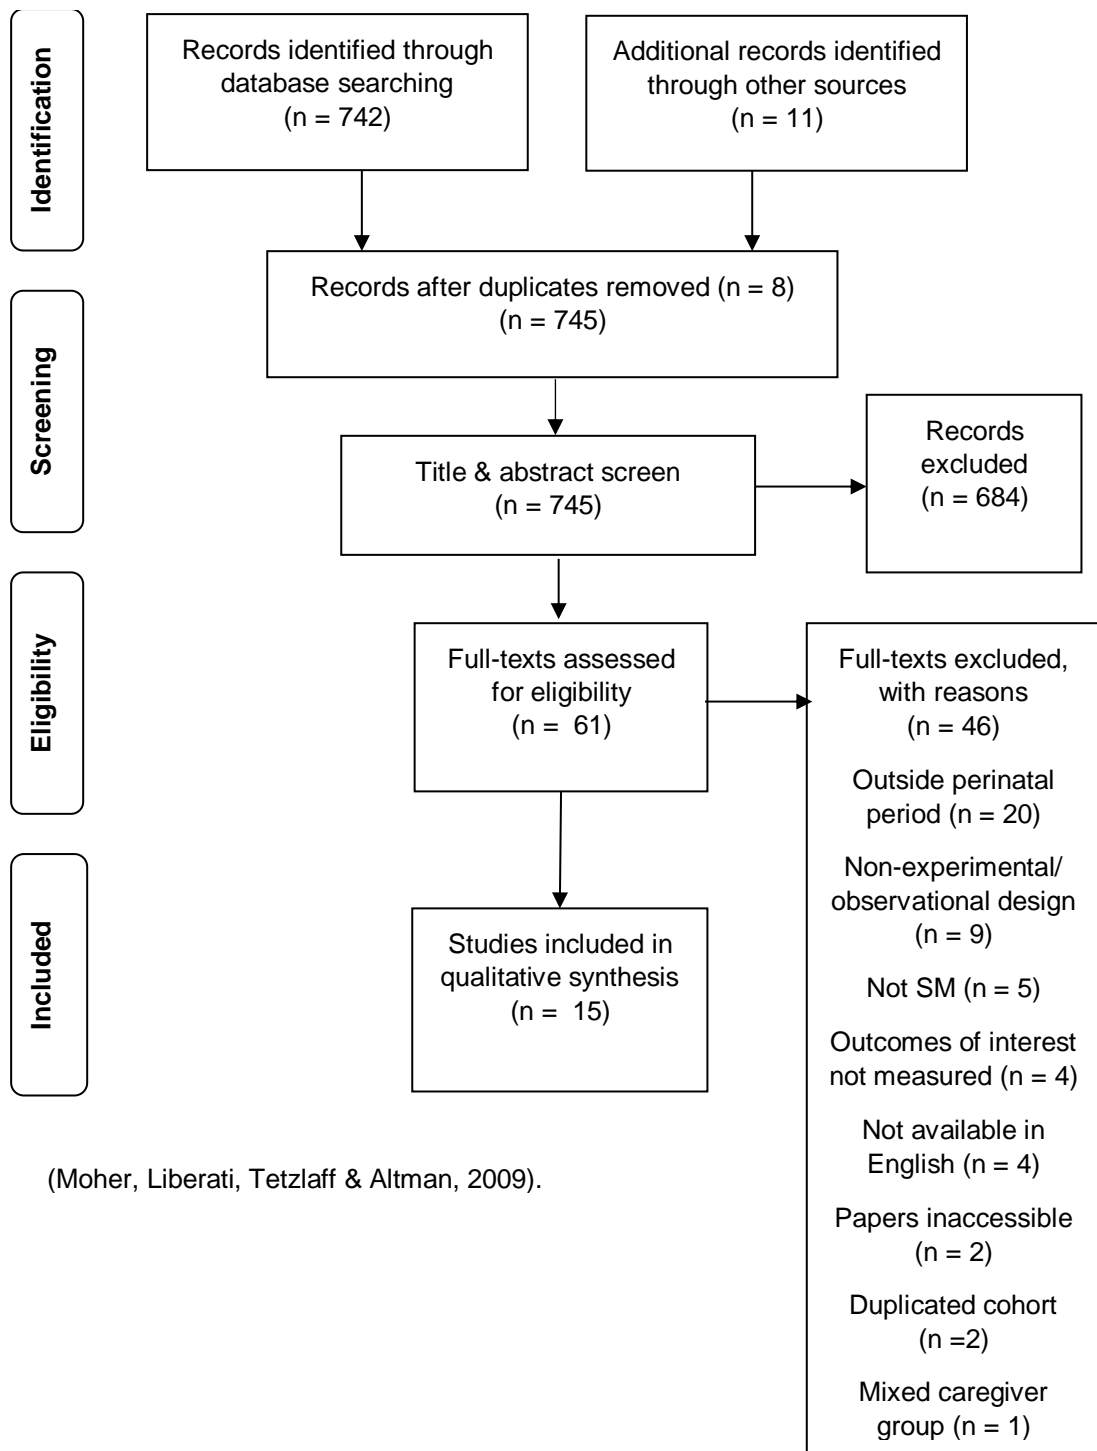 Identification
Records identified through
database searching
(n = 742)
Additional records identified
through other sources
(n = 11)
Records after duplicates removed (n = 8)
(n = 745)
Screening
Title & abstract screen
(n = 745)
Records
excluded
(n = 684)
Eligibility
Full-texts assessed
for eligibility
(n = 61)
Full-texts excluded,
with reasons
(n = 46)
Outside perinatal
period (n = 20)
Non-experimental/
observational design
(n = 9)
Not SM (n = 5)
Outcomes of interest
not measured (n = 4)
Not available in
English (n = 4)
Papers inaccessible
(n = 2)
Duplicated cohort
(n =2)
Mixed caregiver
group (n = 1)
Included
Studies included in
qualitative synthesis
(n = 15)
(Moher, Liberati, Tetzlaff & Altman, 2009).